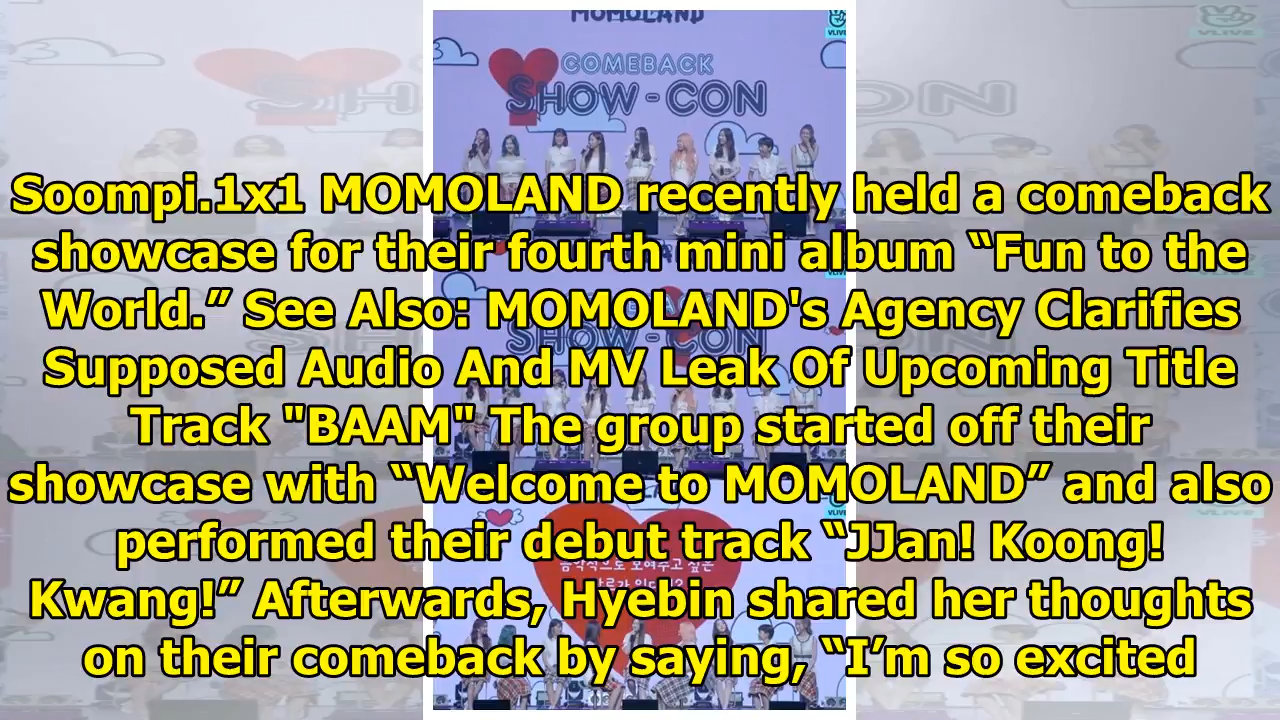 MOMOLAND
VLIVE
COMEBACK
SHOW-CON
Soompi.1x1 MOMOLAND recently held a comeback
showcase for their fourth mini album “Fun to the
World.” See Also: MOMOLAND's Agency Clarifies
Supposed Audio And MV Leak Of Upcoming Title
Track "BAAM" The group started off their
showcase with “Welcome to MOMOLAND” and also
performed their debut track “JJan! Koong!
Kwang!” Afterwards, Hyebin shared her thoughts
on their comeback by saying, “I’m so excited